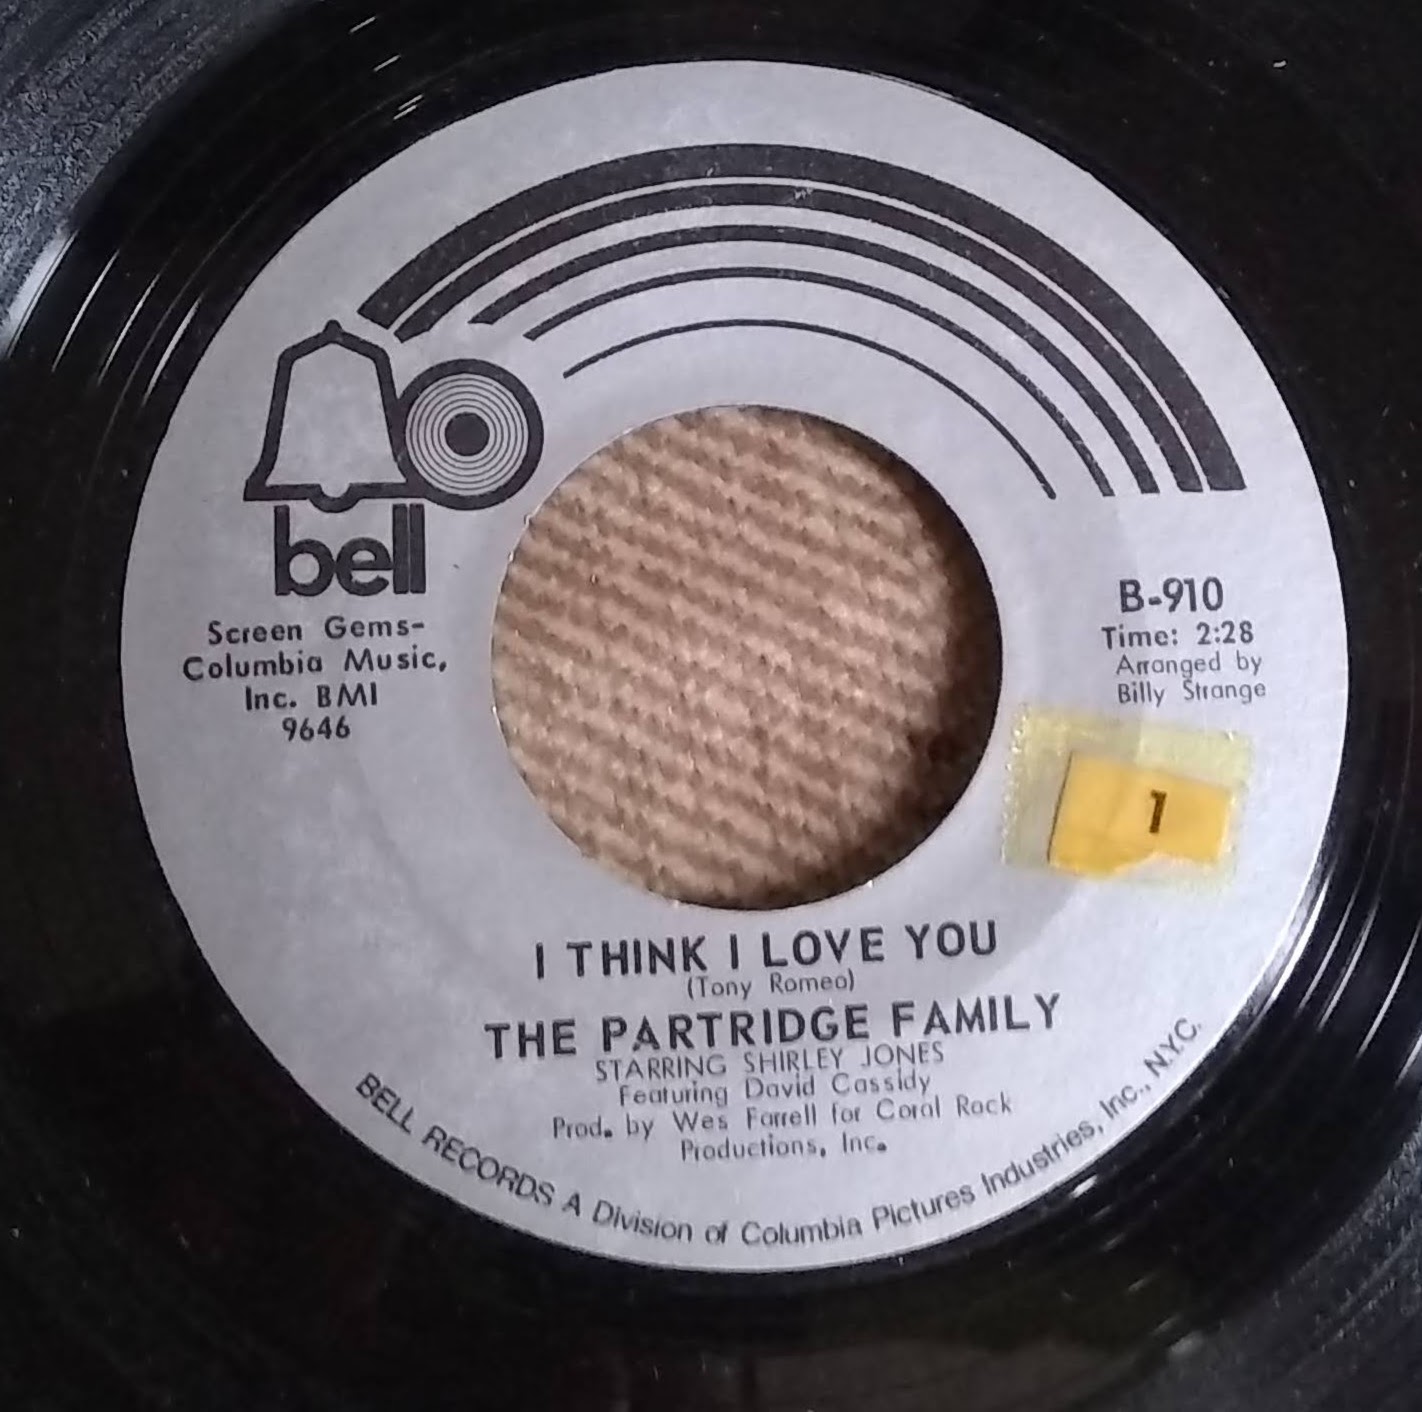 bell
Screen Gems-
Columbia Music,
Inc. BMI
9646
B-910
Time: 2:28
Arranged by
Billy Strange
1
I THINK I LOVE YOU
(Tony Romeo)
THE PARTRIDGE FAMILY
STARRING SHIRLEY JONES
Featuring David Cassidy
Prod. by Wes Farrell for Coral Rock
Productions, Inc.
BELL RECORDS A Division of Columbia Pictures Industries, Inc., N.Y.C.